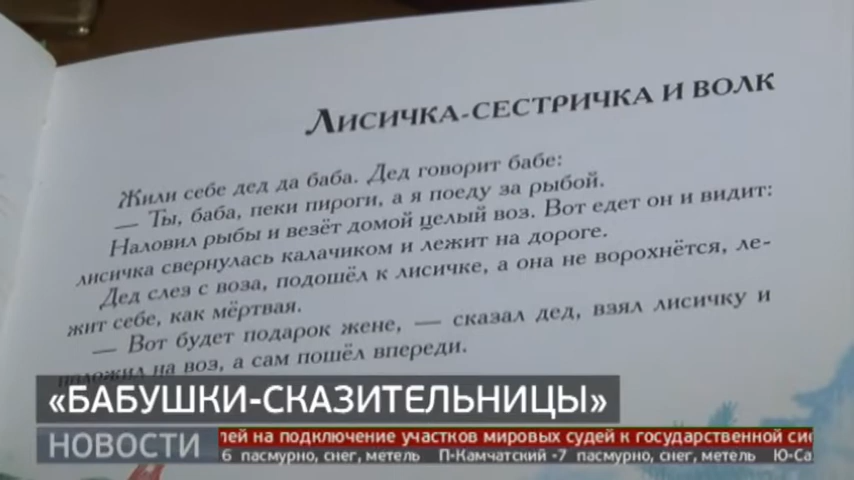 ЛИСИЧКА-СЕСТРИЧКА И ВОЛК
Жили себе дед да баба. Дед говорит бабе:
— Ты, баба, пеки пироги, а я поеду за рыбой.
Наловил рыбы и везёт домой целый воз. Вот едет он и видит:
лисичка свернулась калачиком и лежит на дороге.
Дед слез с воза, подошёл к лисичке, а она не ворохнётся, ле-
жит себе, как мёртвая.
— Вот будет подарок жене, — сказал дед, взял лисичку и
положил на воз, а сам пошёл впереди.
«БАБУШКИ-СКАЗИТЕЛЬНИЦЫ»
НОВОСТИ
лей на подключение участков мировых судей к государственной сис
6 пасмурно, снег, метель П-Камчатский -7 пасмурно, снег, метель Ю-Са